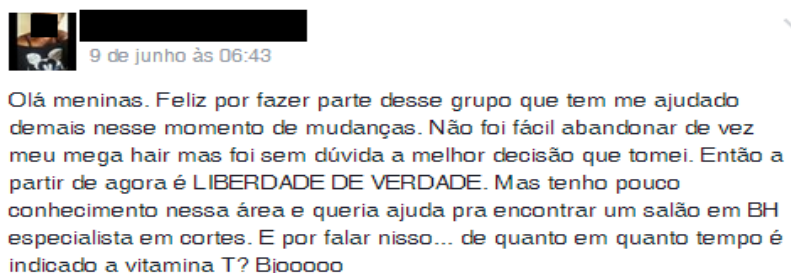 9 de junho às 06:43
Olá meninas. Feliz por fazer parte desse grupo que tem me ajudado
demais nesse momento de mudanças. Não foi fácil abandonar de vez
meu mega hair mas foi sem dúvida a melhor decisão que tomei. Então a
partir de agora é LIBERDADE DE VERDADE. Mas tenho pouco
conhecimento nessa área e queria ajuda pra encontrar um salão em BH
especialista em cortes. E por falar nisso... de quanto em quanto tempo é
indicado a vitamina T? Bjooooo